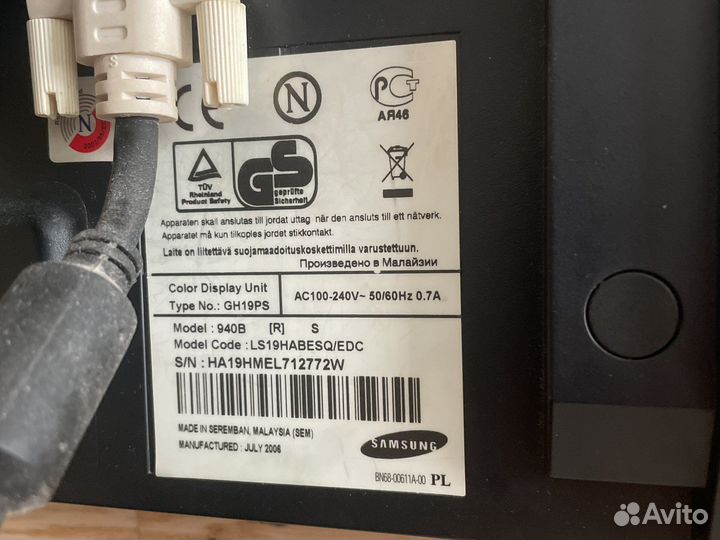 S
N
CE
N
PCT
АЯ46
TÜV
Rheinland
Product Safety
GS
geprüfte
Sicherheit
Apparaten skall anslutas till jordat uttag när den ansluts till ett nätverk.
Apparatet må kun tilkoples jordet stikkontakt.
Laite on liitettävä suojamaadoituskoskettimilla varustettuun.
Произведено в Малайзии
Color Display Unit
Type No.: GH19PS
AC100-240V~ 50/60Hz 0.7A
Model : 940B [R] S
Model Code : LS19HABESQ/EDC
S/N : HA19HMEL712772W
MADE IN SEREMBAN, MALAYSIA (SEM)
MANUFACTURED : JULY 2006
SAMSUNG
BN68-00611A-00 PL
Avito